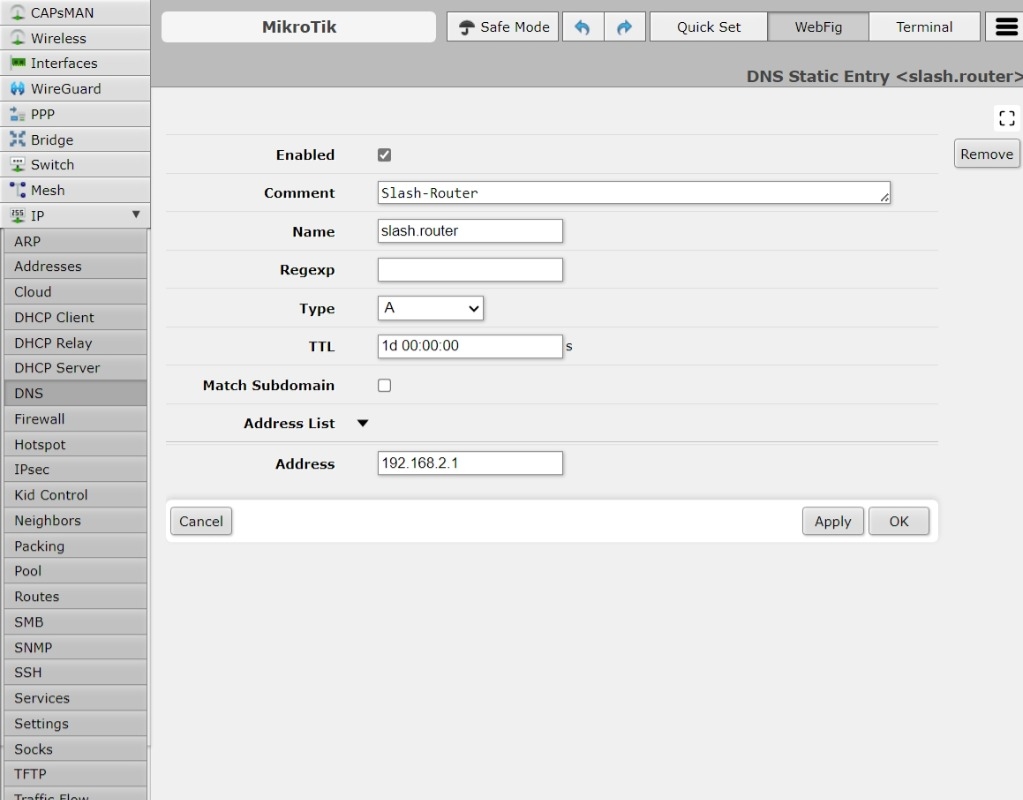 CAPsMAN
Wireless
Interfaces
WireGuard
PPP
Bridge
Switch
Mesh
255 IP
ARP
Addresses
Cloud
DHCP Client
DHCP Relay
DHCP Server
DNS
Firewall
Hotspot
IPsec
Kid Control
Neighbors
Packing
Pool
Routes
SMB
SNMP
SSH
Services
Settings
Socks
TFTP
Traffic Flow
MikroTik
Safe Mode
Quick Set
WebFig
Terminal
DNS Static Entry <slash.router>
Remove
Enabled
Comment Slash-Router
Name slash.router
Regexp
Type A
TTL 1d 00:00:00 s
Match Subdomain
Address List
Address 192.168.2.1
Cancel Apply OK